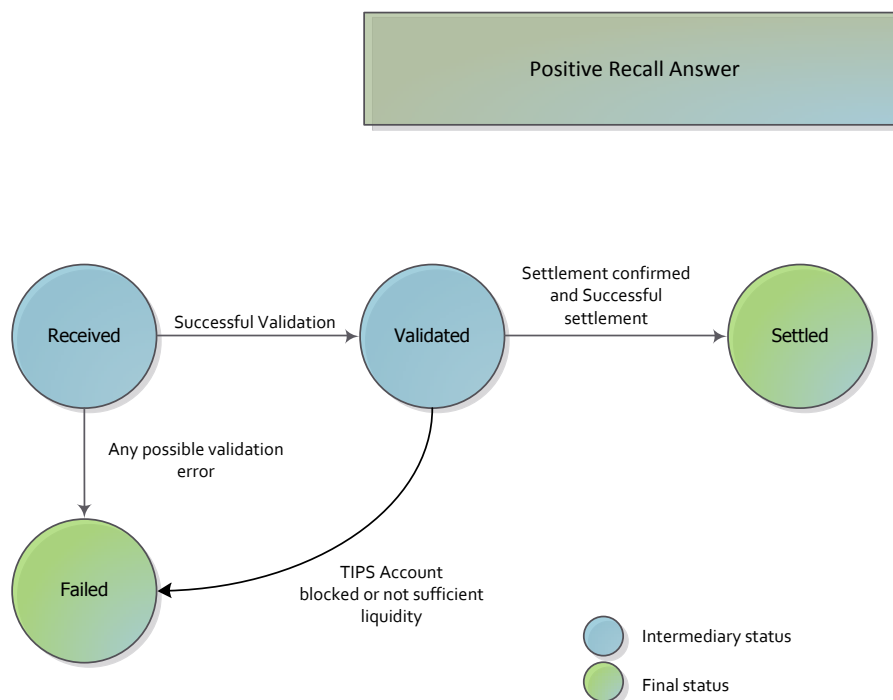 Positive Recall Answer
Settlement confirmed
and Successful
settlement
Received
Successful Validation
Validated
Settled
Any possible validation
error
Failed
TIPS Account
blocked or not sufficient
liquidity
Intermediary status
Final status